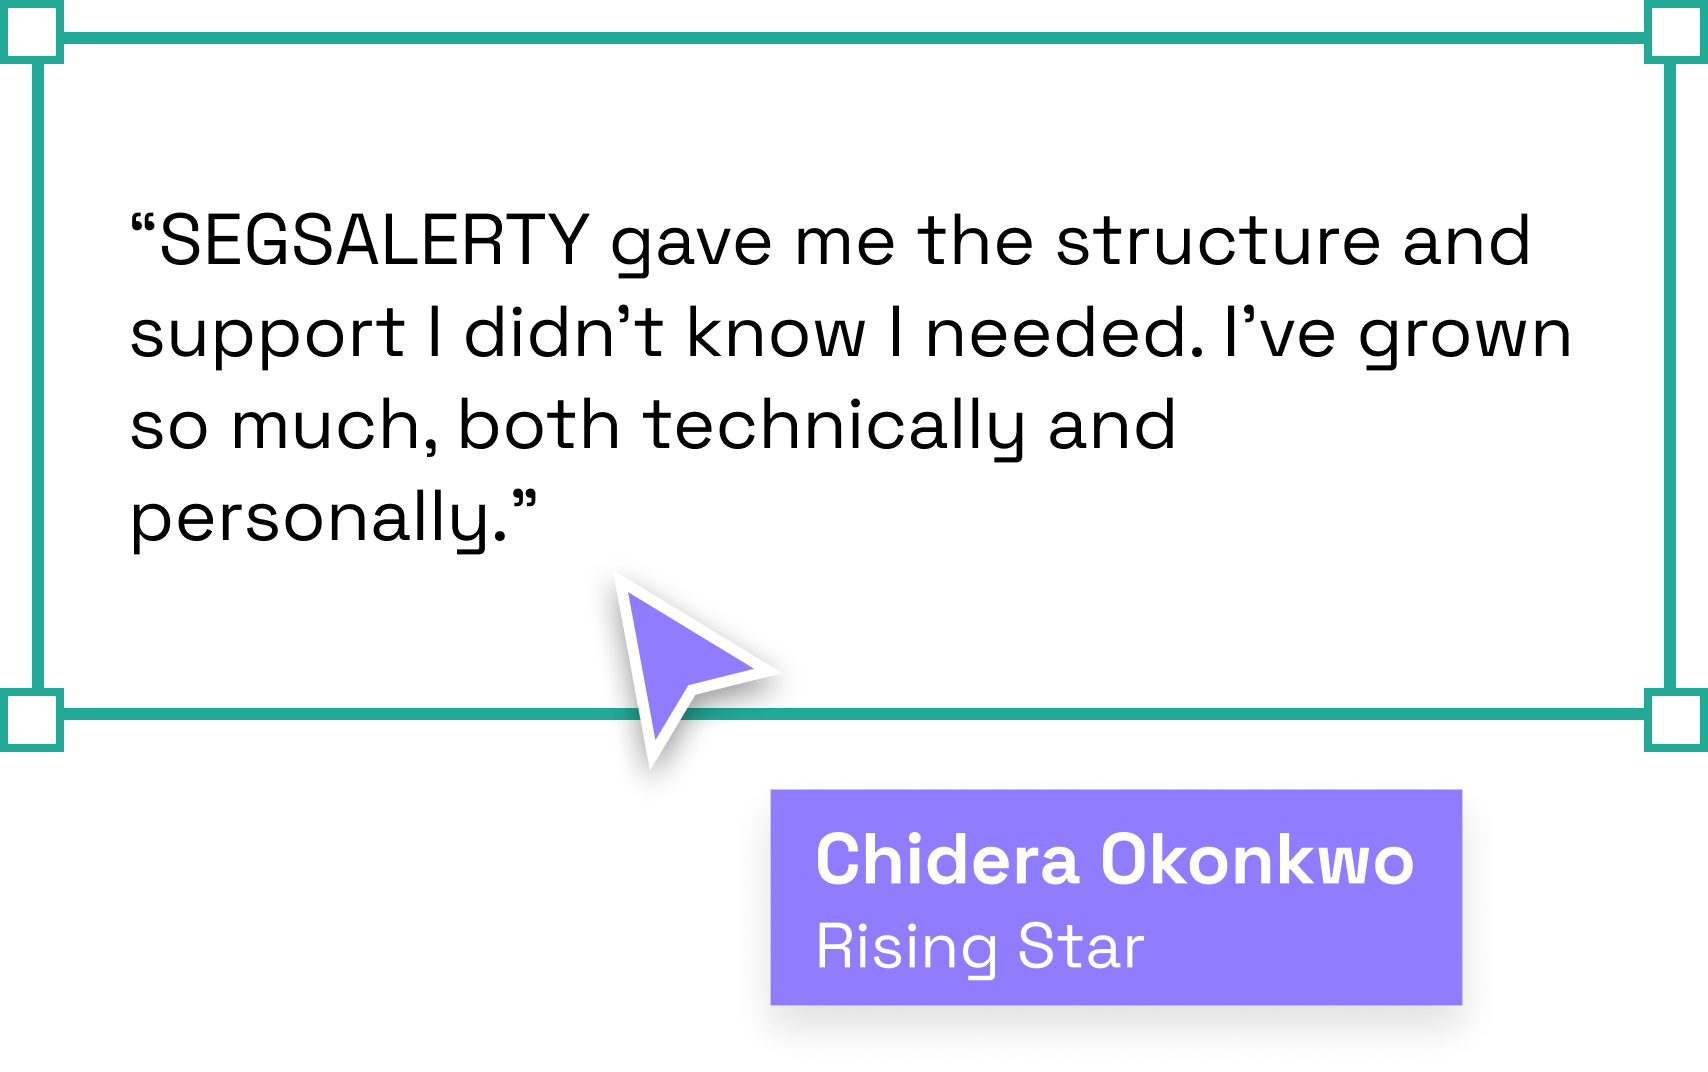 “SEGSALERTY gave me the structure and
support I didn’t know I needed. I’ve grown
so much, both technically and
personally.”
Chidera Okonkwo
Rising Star